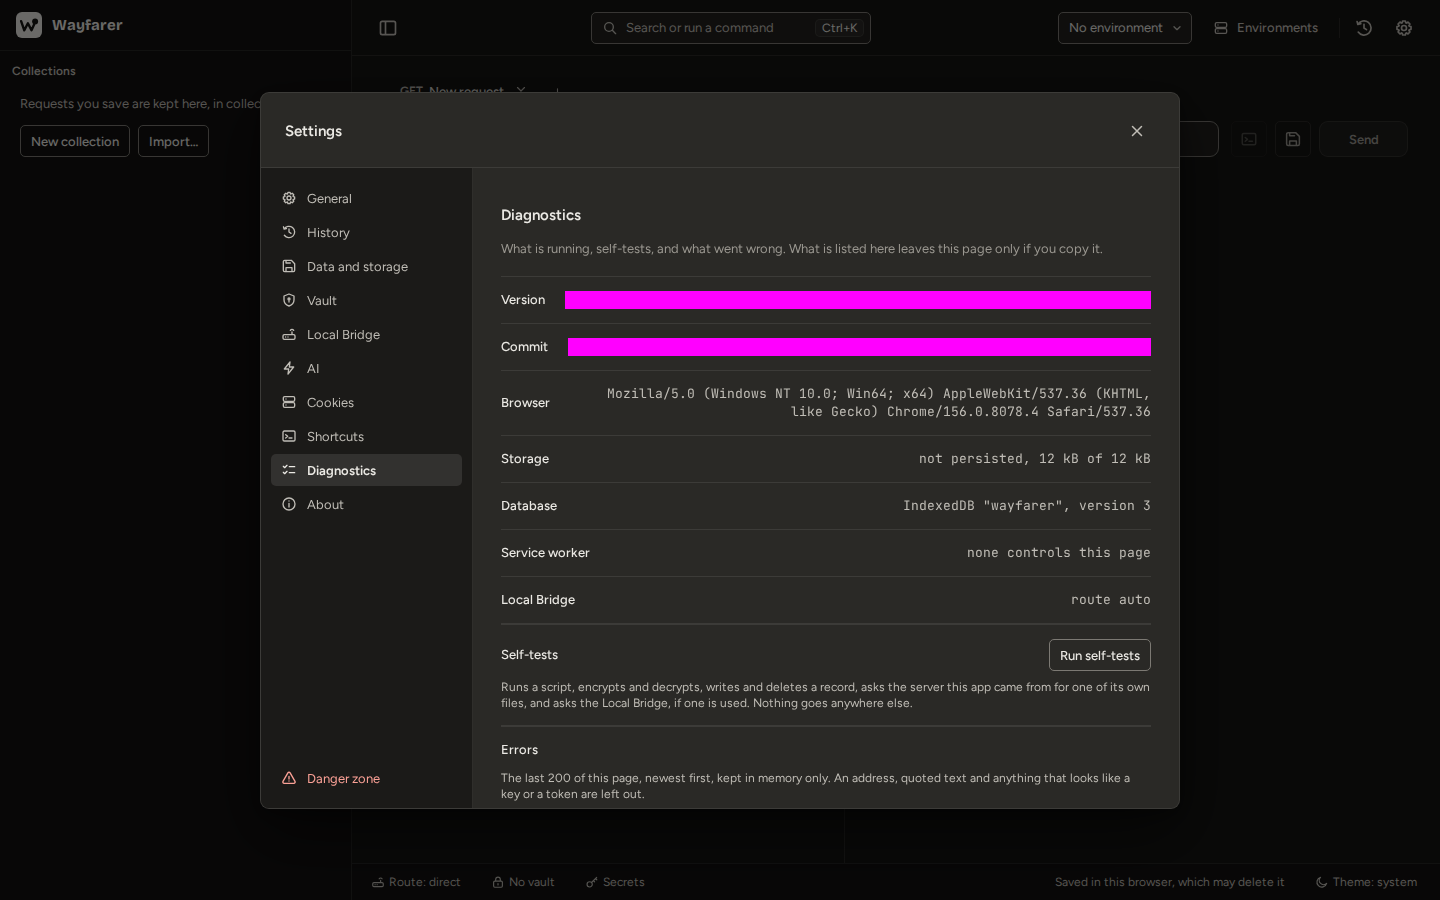 Wayfarer
Search or run a command
Ctrl+K
No environment
Environments
Collections
Requests you save are kept here, in collec
New collection
Import...
GET New request
Send
Settings
General
History
Data and storage
Vault
Local Bridge
AI
Cookies
Shortcuts
Diagnostics
About
Danger zone
Diagnostics
What is running, self-tests, and what went wrong. What is listed here leaves this page only if you copy it.
Version
Commit
Browser
Mozilla/5.0 (Windows NT 10.0; Win64; x64) AppleWebKit/537.36 (KHTML,
like Gecko) Chrome/156.0.8078.4 Safari/537.36
Storage
not persisted, 12 kB of 12 kB
Database
IndexedDB "wayfarer", version 3
Service worker
none controls this page
Local Bridge
route auto
Self-tests
Run self-tests
Runs a script, encrypts and decrypts, writes and deletes a record, asks the server this app came from for one of its own
files, and asks the Local Bridge, if one is used. Nothing goes anywhere else.
Errors
The last 200 of this page, newest first, kept in memory only. An address, quoted text and anything that looks like a
key or a token are left out.
Route: direct
No vault
Secrets
Saved in this browser, which may delete it
Theme: system